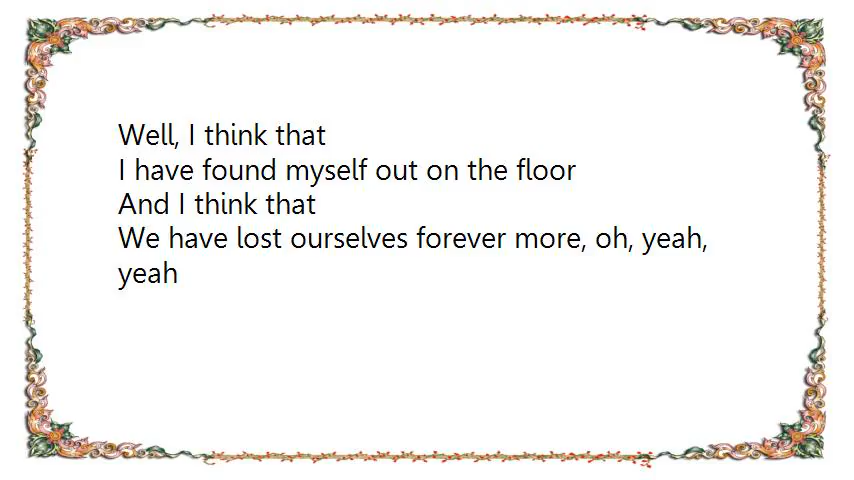 Well, I think that
I have found myself out on the floor
And I think that
We have lost ourselves forever more, oh, yeah,
yeah